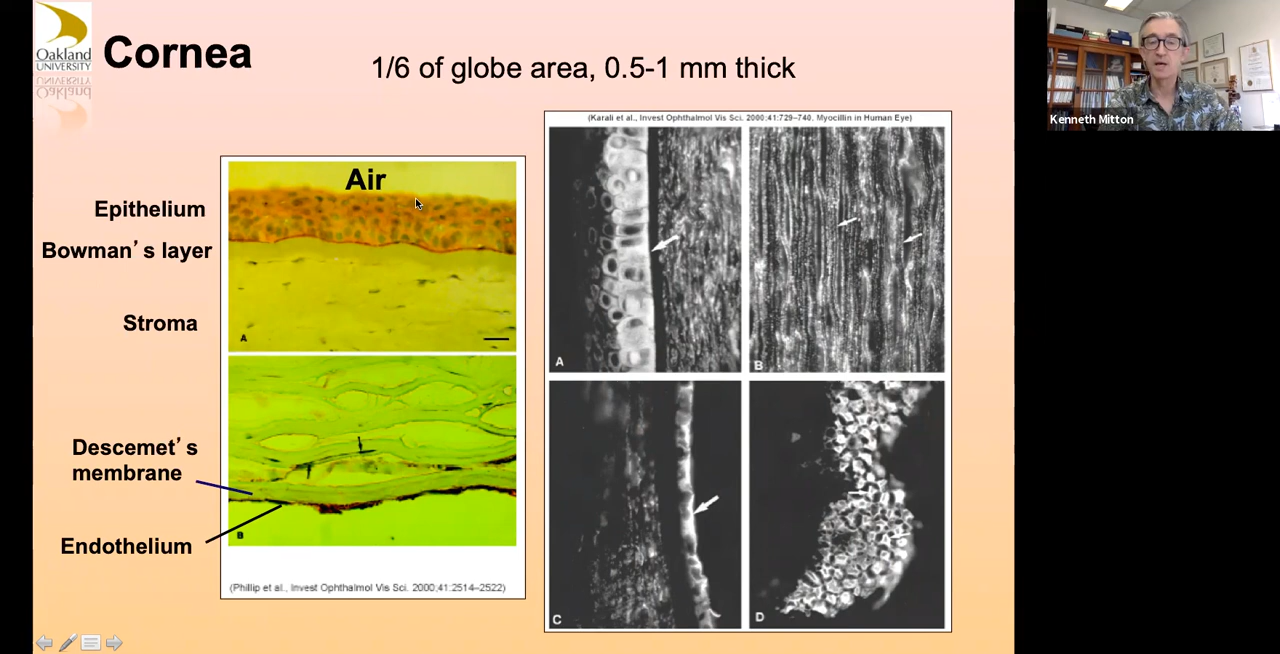 Oakland
UNIVERSITY
Cornea
1/6 of globe area, 0.5-1 mm thick
Kenneth Mitton
(Karali et al., Invest Ophthalmol Vis Sci. 2000:41:729–740, Myocillin in Human Eye)
Air
Epithelium
Bowman's layer
Stroma
A
Descemet's
membrane
Endothelium
B
(Phillip et al., Invest Ophthalmol Vis Sci. 2000;41:2514–2522)
A
B
C
D